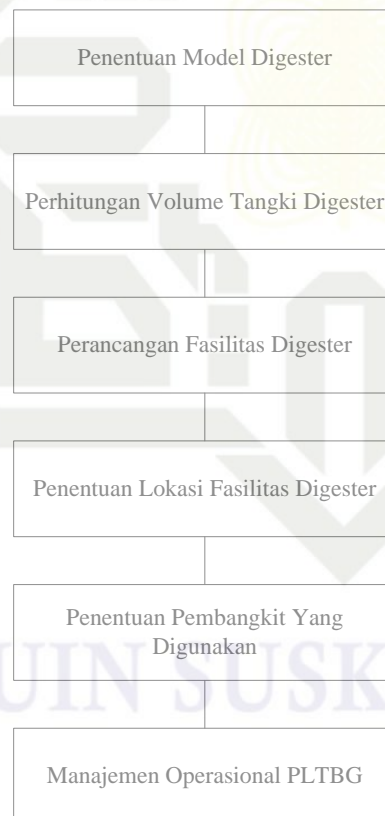 Penentuan Model Digester
Perhitungan Volume Tangki Digester
Perancangan Fasilitas Digester
Penentuan Lokasi Fasilitas Digester
Penentuan Pembangkit Yang
Digunakan
UIN SUSK
Manajemen Operasional PLTBG